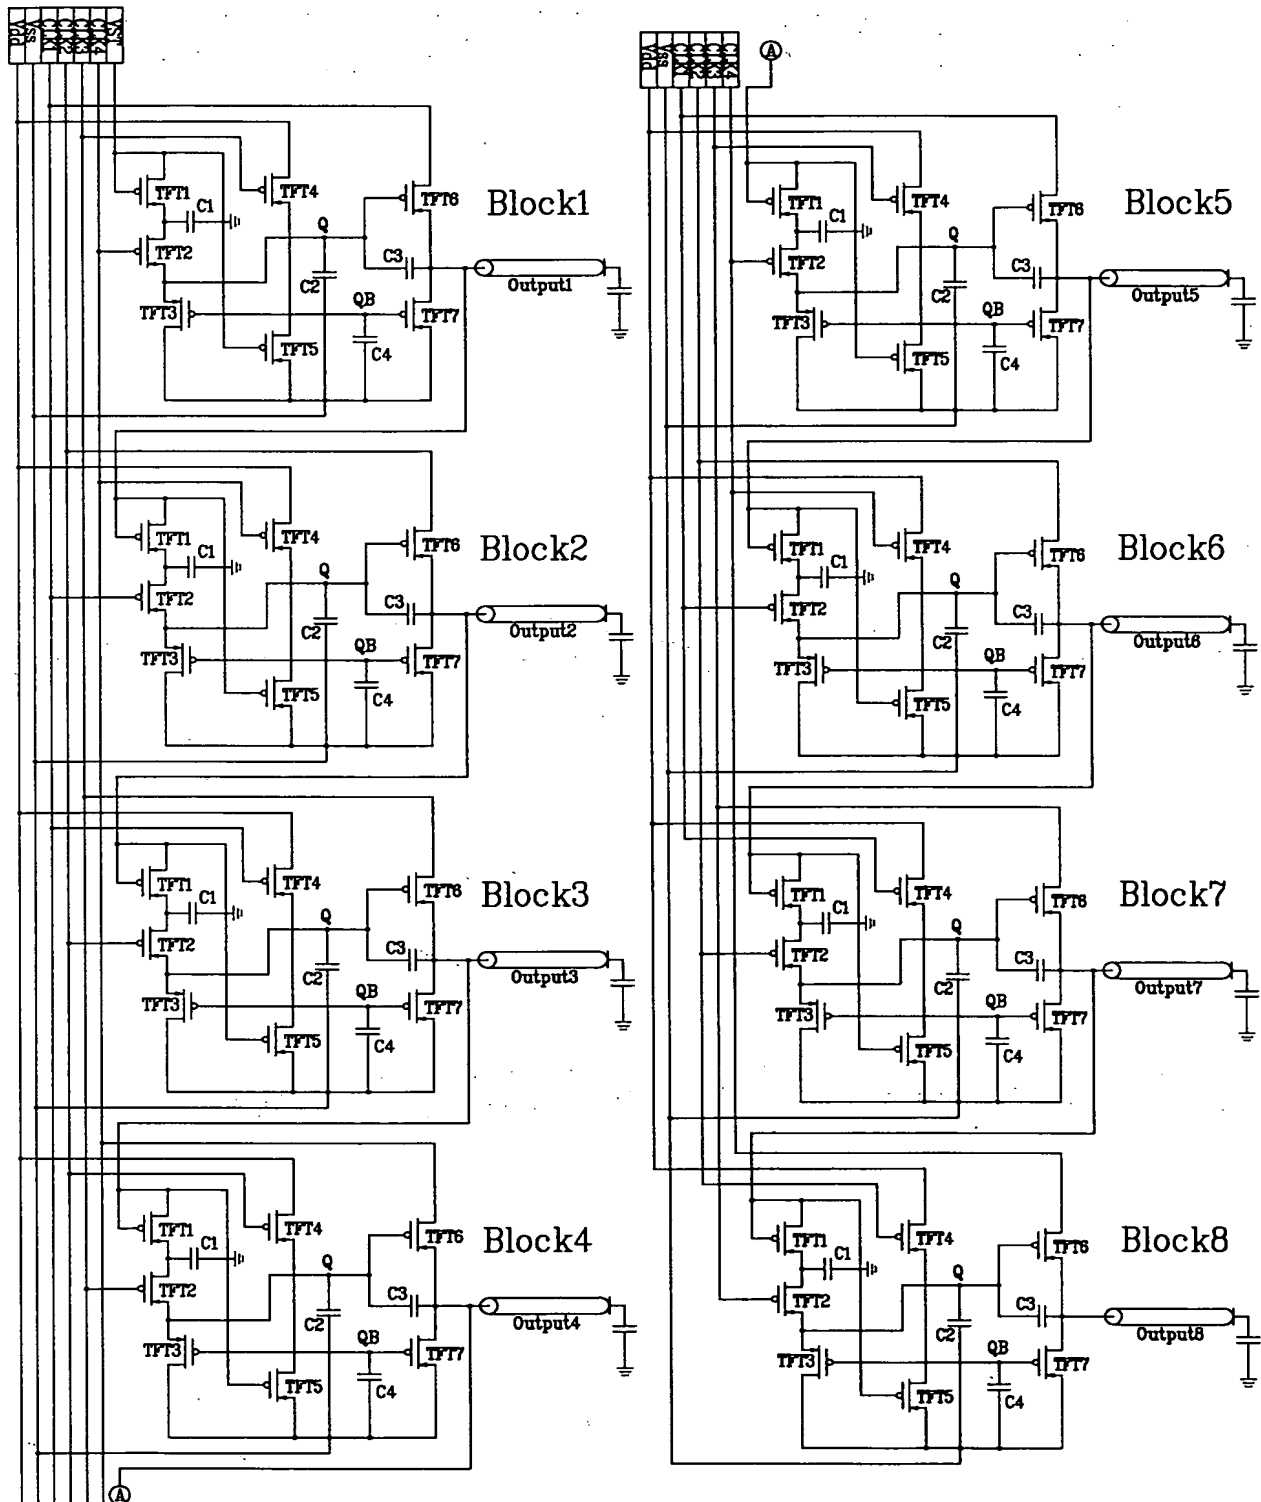 Vdd
Vss
CLK1
CLK2
CLK3
CLK4
VST
TFT1
TFT4
TFT6
Block1
C1
TFT2
Q
C3
C2
Output1
TFT3
QB
TFT7
TFT5
C4
TFT1
TFT4
TFT6
Block2
C1
TFT2
Q
C3
C2
Output2
TFT3
QB
TFT7
TFT5
C4
TFT1
TFT4
TFT6
Block3
C1
TFT2
Q
C3
C2
Output3
TFT3
QB
TFT7
TFT5
C4
TFT1
TFT4
TFT6
Block4
C1
TFT2
Q
C3
C2
Output4
TFT3
QB
TFT7
TFT5
C4
A
Vdd
Vss
CLK1
CLK2
CLK3
CLK4
A
TFT1
TFT4
TFT6
Block5
C1
TFT2
Q
C3
C2
Output5
TFT3
QB
TFT7
TFT5
C4
TFT1
TFT4
TFT6
Block6
C1
TFT2
Q
C3
C2
Output6
TFT3
QB
TFT7
TFT5
C4
TFT1
TFT4
TFT6
Block7
C1
TFT2
Q
C3
C2
Output7
TFT3
QB
TFT7
TFT5
C4
TFT1
TFT4
TFT6
Block8
C1
TFT2
Q
C3
C2
Output8
TFT3
QB
TFT7
TFT5
C4